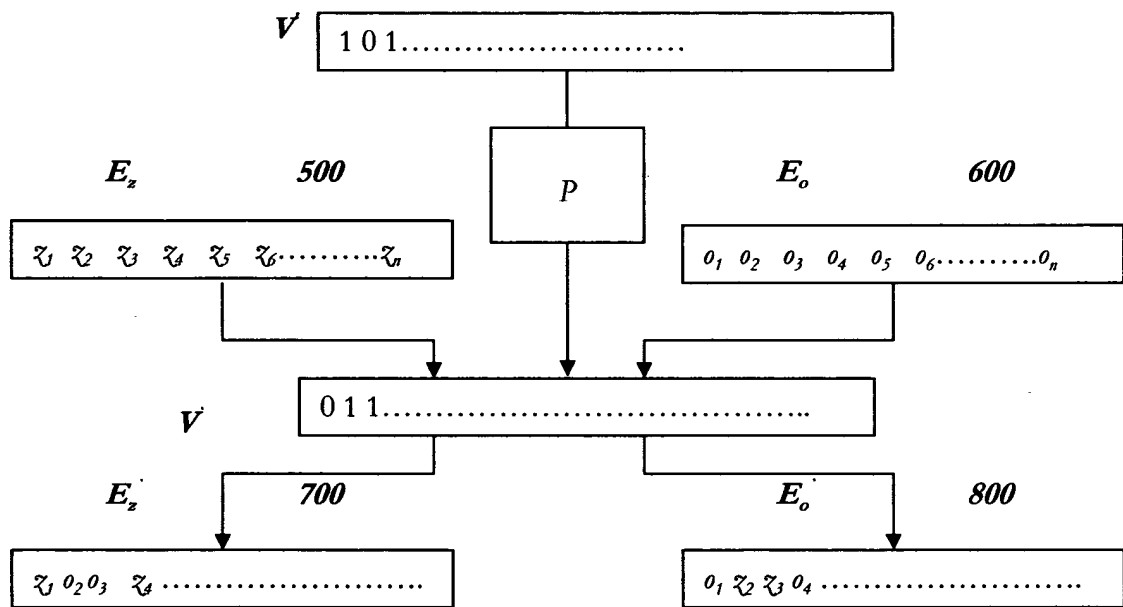 V'
1 0 1..............................
P
E_z 500
E_o 600
z_1 z_2 z_3 z_4 z_5 z_6..........z_n
o_1 o_2 o_3 o_4 o_5 o_6..........o_n
0 1 1..........................................
V'
E_z' 700
E_o' 800
z_1 o_2 o_3 z_4 ..........................
o_1 z_2 z_3 o_4 ..........................